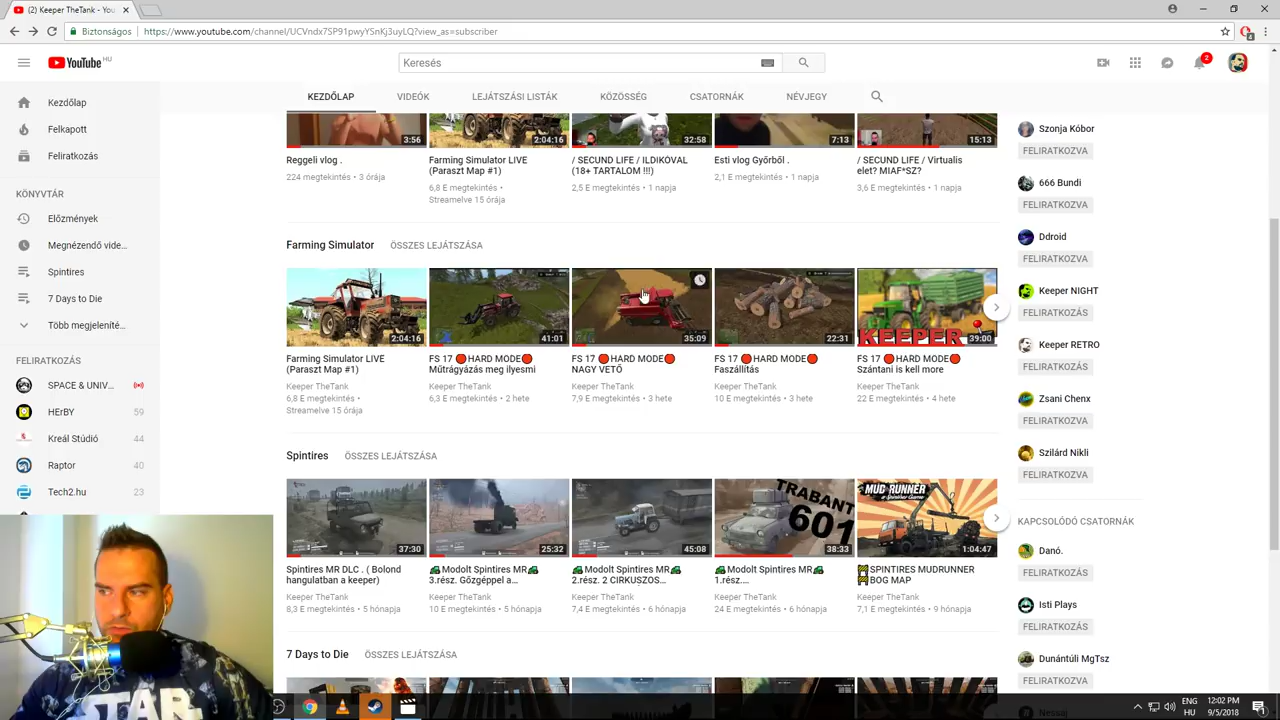 (2) Keeper TheTank - You
Biztonságos
https://www.youtube.com/channel/UCVndx7SP91pwyYSnKj3uyLQ?view_as=subscriber
YouTube HU
Keresés
2
KEZDŐLAP
VIDEÓK
LEJÁTSZÁSI LISTÁK
KÖZÖSSÉG
CSATORNÁK
NÉVJEGY
Kezdőlap
Felkapott
Feliratkozás
KÖNYVTÁR
Előzmények
Megnézendő vide...
Spintires
7 Days to Die
Több megjeleníté...
FELIRATKOZÁS
SPACE & UNIV...
HErBY 59
Kreál Stúdió 44
Raptor 40
Tech2.hu 23
3:56
2:04:16
32:58
7:13
15:13
Reggeli vlog .
224 megtekintés • 3 órája
Farming Simulator LIVE
(Paraszt Map #1)
6,8 E megtekintés •
Streamelve 15 órája
/ SECUND LIFE / ILDIKÓVAL
(18+ TARTALOM !!!)
2,5 E megtekintés • 1 napja
Esti vlog Győrből .
2,1 E megtekintés • 1 napja
/ SECUND LIFE / Virtualis
elet? MIAF*SZ?
3,6 E megtekintés • 1 napja
Farming Simulator
ÖSSZES LEJÁTSZÁSA
2:04:16
41:01
35:09
22:31
KEEPER
39:00
Farming Simulator LIVE
(Paraszt Map #1)
Keeper TheTank
6,8 E megtekintés •
Streamelve 15 órája
FS 17 🛑HARD MODE🛑
Műtrágyázás meg ilyesmi
Keeper TheTank
6,3 E megtekintés • 2 hete
FS 17 🛑HARD MODE🛑
NAGY VETŐ
Keeper TheTank
7,9 E megtekintés • 3 hete
FS 17 🛑HARD MODE🛑
Faszállítás
Keeper TheTank
10 E megtekintés • 3 hete
FS 17 🛑HARD MODE🛑
Szántani is kell more
Keeper TheTank
22 E megtekintés • 4 hete
Spintires
ÖSSZES LEJÁTSZÁSA
37:30
25:32
45:08
TRABANT
601
38:33
MUD RUNNER
1:04:47
Spintires MR DLC . ( Bolond
hangulatban a keeper)
Keeper TheTank
8,3 E megtekintés • 5 hónapja
🚜Modolt Spintires MR🚜
3.rész. Gőzgéppel a...
Keeper TheTank
10 E megtekintés • 5 hónapja
🚜Modolt Spintires MR🚜
2.rész. 2 CIRKUSZOS...
Keeper TheTank
7,4 E megtekintés • 6 hónapja
🚜Modolt Spintires MR🚜
1.rész....
Keeper TheTank
24 E megtekintés • 6 hónapja
🚧SPINTIRES MUDRUNNER
🚧BOG MAP
Keeper TheTank
7,1 E megtekintés • 9 hónapja
7 Days to Die
ÖSSZES LEJÁTSZÁSA
Szonja Kóbor
FELIRATKOZVA
666 Bundi
FELIRATKOZVA
Ddroid
FELIRATKOZVA
Keeper NIGHT
FELIRATKOZVA
Keeper RETRO
FELIRATKOZVA
Zsani Chenx
FELIRATKOZVA
Szilárd Nikli
FELIRATKOZVA
KAPCSOLÓDÓ CSATORNÁK
Danó.
FELIRATKOZÁS
Isti Plays
FELIRATKOZÁS
Dunántúli MgTsz
FELIRATKOZÁS
Nessaj
STAR
ENG
HU
12:02 PM
9/5/2018